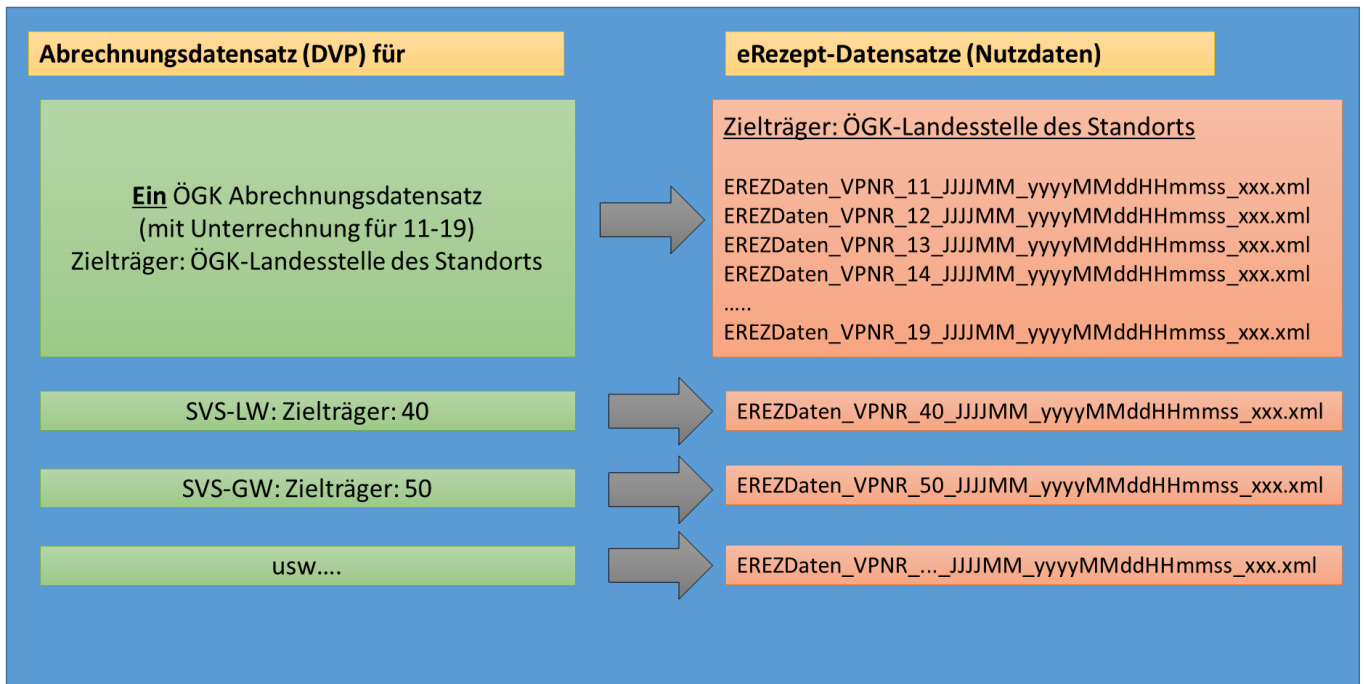 Abrechnungsdatensatz (DVP) für
eRezept-Datensatze (Nutzdaten)
Ein ÖGK Abrechnungsdatensatz
(mit Unterrechnung für 11-19)
Zielträger: ÖGK-Landesstelle des Standorts
Zielträger: ÖGK-Landesstelle des Standorts
EREZDaten_VPNR_11_JJJJMM_yyyyMMddHHmmss_xxx.xml
EREZDaten_VPNR_12_JJJJMM_yyyyMMddHHmmss_xxx.xml
EREZDaten_VPNR_13_JJJJMM_yyyyMMddHHmmss_xxx.xml
EREZDaten_VPNR_14_JJJJMM_yyyyMMddHHmmss_xxx.xml
.....
EREZDaten_VPNR_19_JJJJMM_yyyyMMddHHmmss_xxx.xml
SVS-LW: Zielträger: 40
EREZDaten_VPNR_40_JJJJMM_yyyyMMddHHmmss_xxx.xml
SVS-GW: Zielträger: 50
EREZDaten_VPNR_50_JJJJMM_yyyyMMddHHmmss_xxx.xml
usw....
EREZDaten_VPNR_..._JJJJMM_yyyyMMddHHmmss_xxx.xml